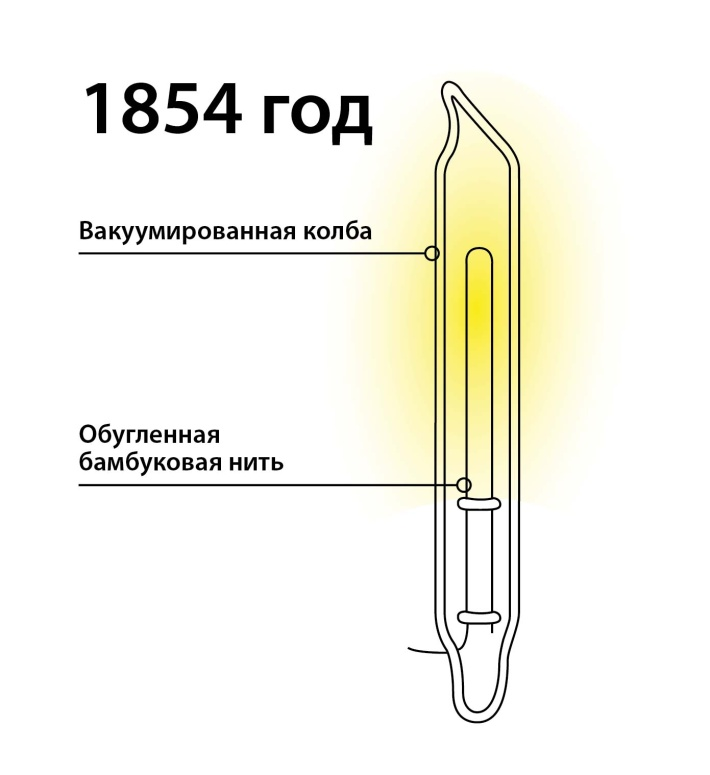 1854 год
Вакуумированная колба
Обугленная
бамбуковая нить